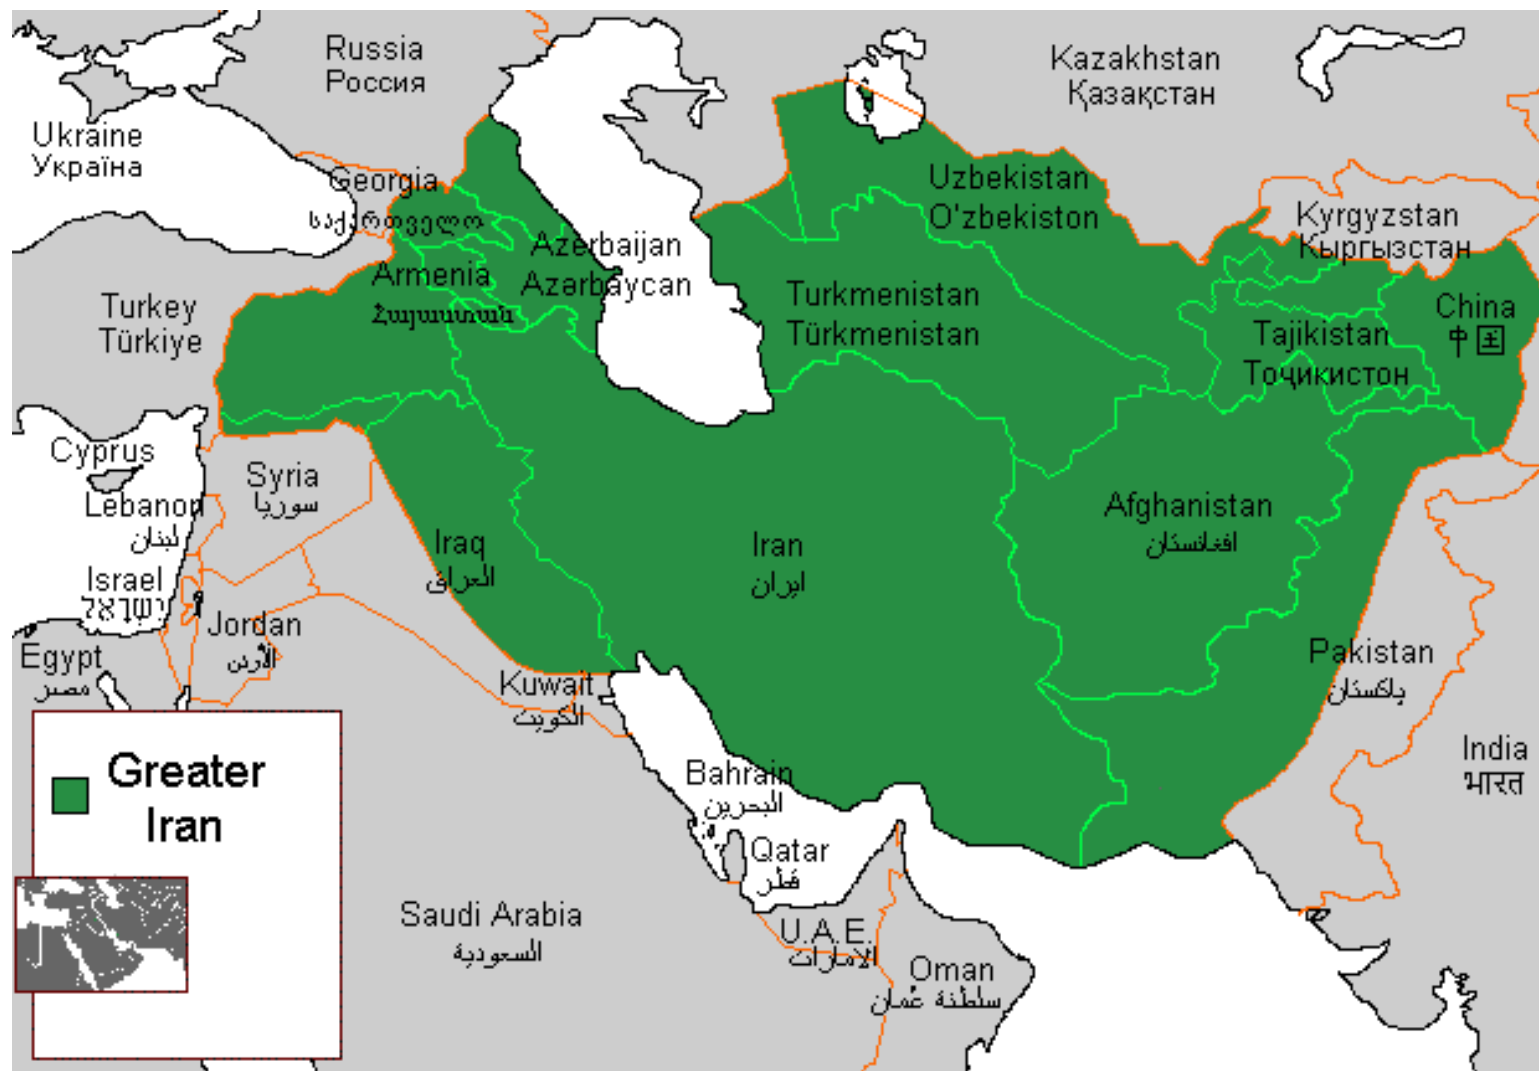 Russia
Россия
Kazakhstan
Қазақстан
Ukraine
Україна
Georgia
საქართველო
Uzbekistan
O'zbekiston
Kyrgyzstan
Кыргызстан
Azerbaijan
Azərbaycan
Armenia
Հայաստան
Turkey
Türkiye
Turkmenistan
Türkmenistan
Tajikistan
Тоҷикистон
China
中国
Cyprus
Syria
سوريا
Lebanon
لبنان
Iraq
العراق
Iran
ايران
Afghanistan
افغانستان
Israel
ישראל
Jordan
الأردن
Egypt
مصر
Kuwait
الكويت
Pakistan
پاکستان
India
भारत
Bahrain
البحرين
Qatar
قطر
Saudi Arabia
السعودية
U.A.E.
الامارات
Oman
سلطنة عُمان
Greater
Iran